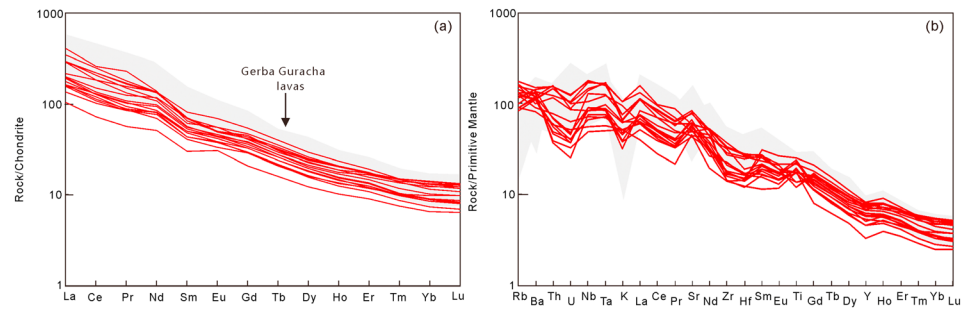 1000
100
10
1
Rock/Chondrite
(a)
Gerba Guracha
lavas
La Ce Pr Nd Sm Eu Gd Tb Dy Ho Er Tm Yb Lu
1000
100
10
1
Rock/Primitive Mantle
(b)
Rb Ba Th U Nb Ta K La Ce Pr Sr Nd Zr Hf Sm Eu Ti Gd Tb Dy Y Ho Er Tm Yb Lu